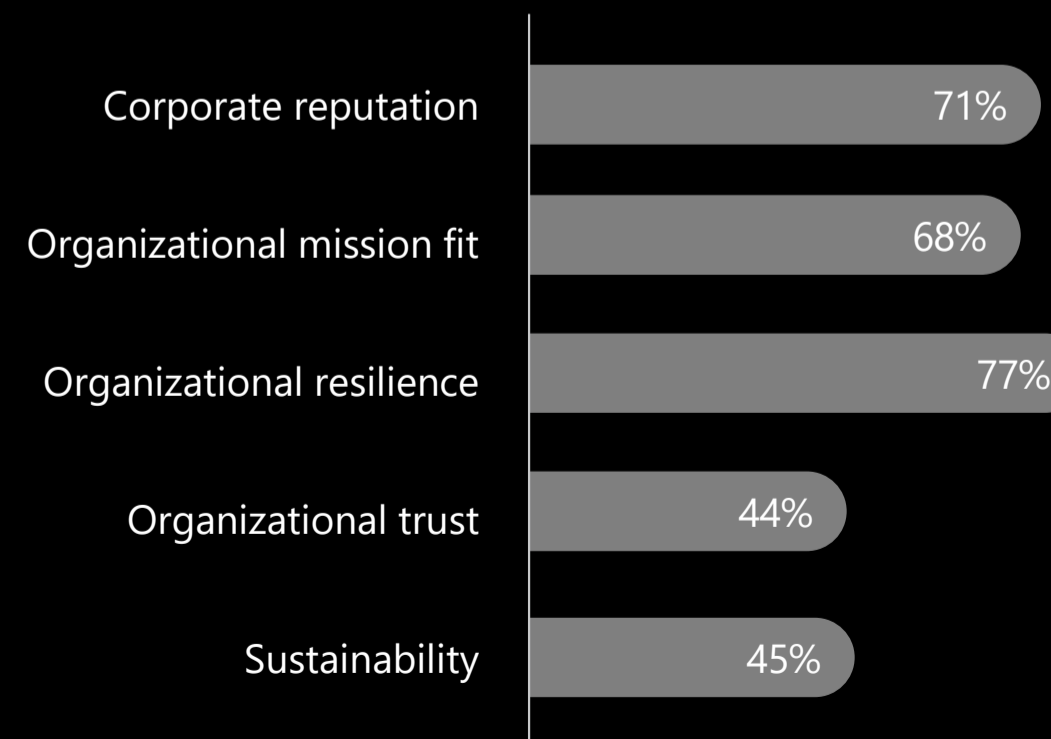 Corporate reputation 71%
Organizational mission fit 68%
Organizational resilience 77%
Organizational trust 44%
Sustainability 45%